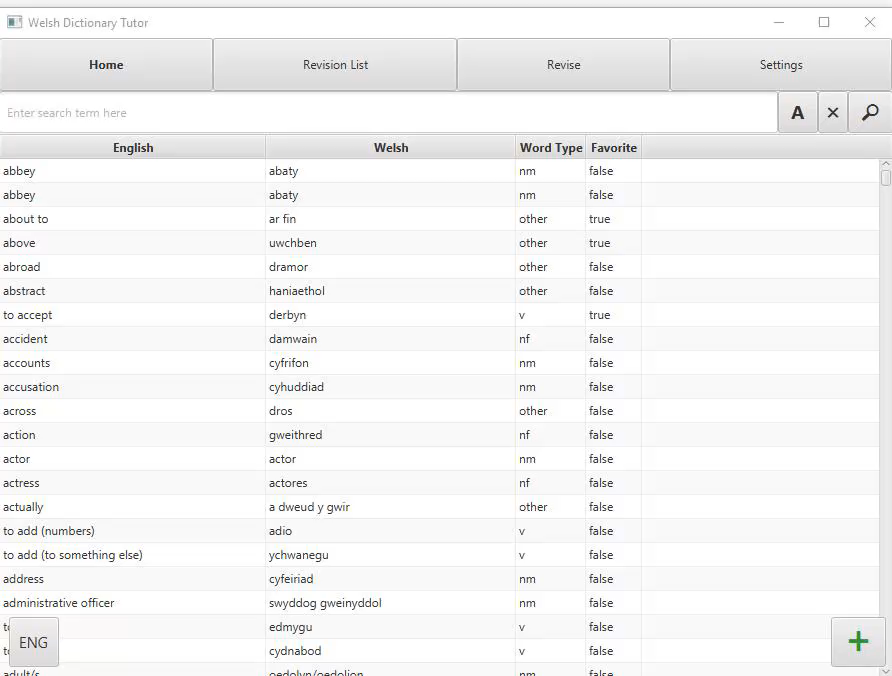 Welsh Dictionary Tutor
Home Revision List Revise Settings
Enter search term here A
English Welsh Word Type Favorite
abbey abaty nm false
abbey abaty nm false
about to ar fin other true
above uwchben other true
abroad dramor other false
abstract haniaethol other false
to accept derbyn v true
accident damwain nf false
accounts cyfrifon nm false
accusation cyhuddiad nm false
across dros other false
action gweithred nf false
actor actor nm false
actress actores nf false
actually a dweud y gwir other false
to add (numbers) adio v false
to add (to something else) ychwanegu v false
address cyfeiriad nm false
administrative officer swyddog gweinyddol nm false
edmygu v false
ENG
cydnabod v false
adult/s oedolyn/oedolion nm false